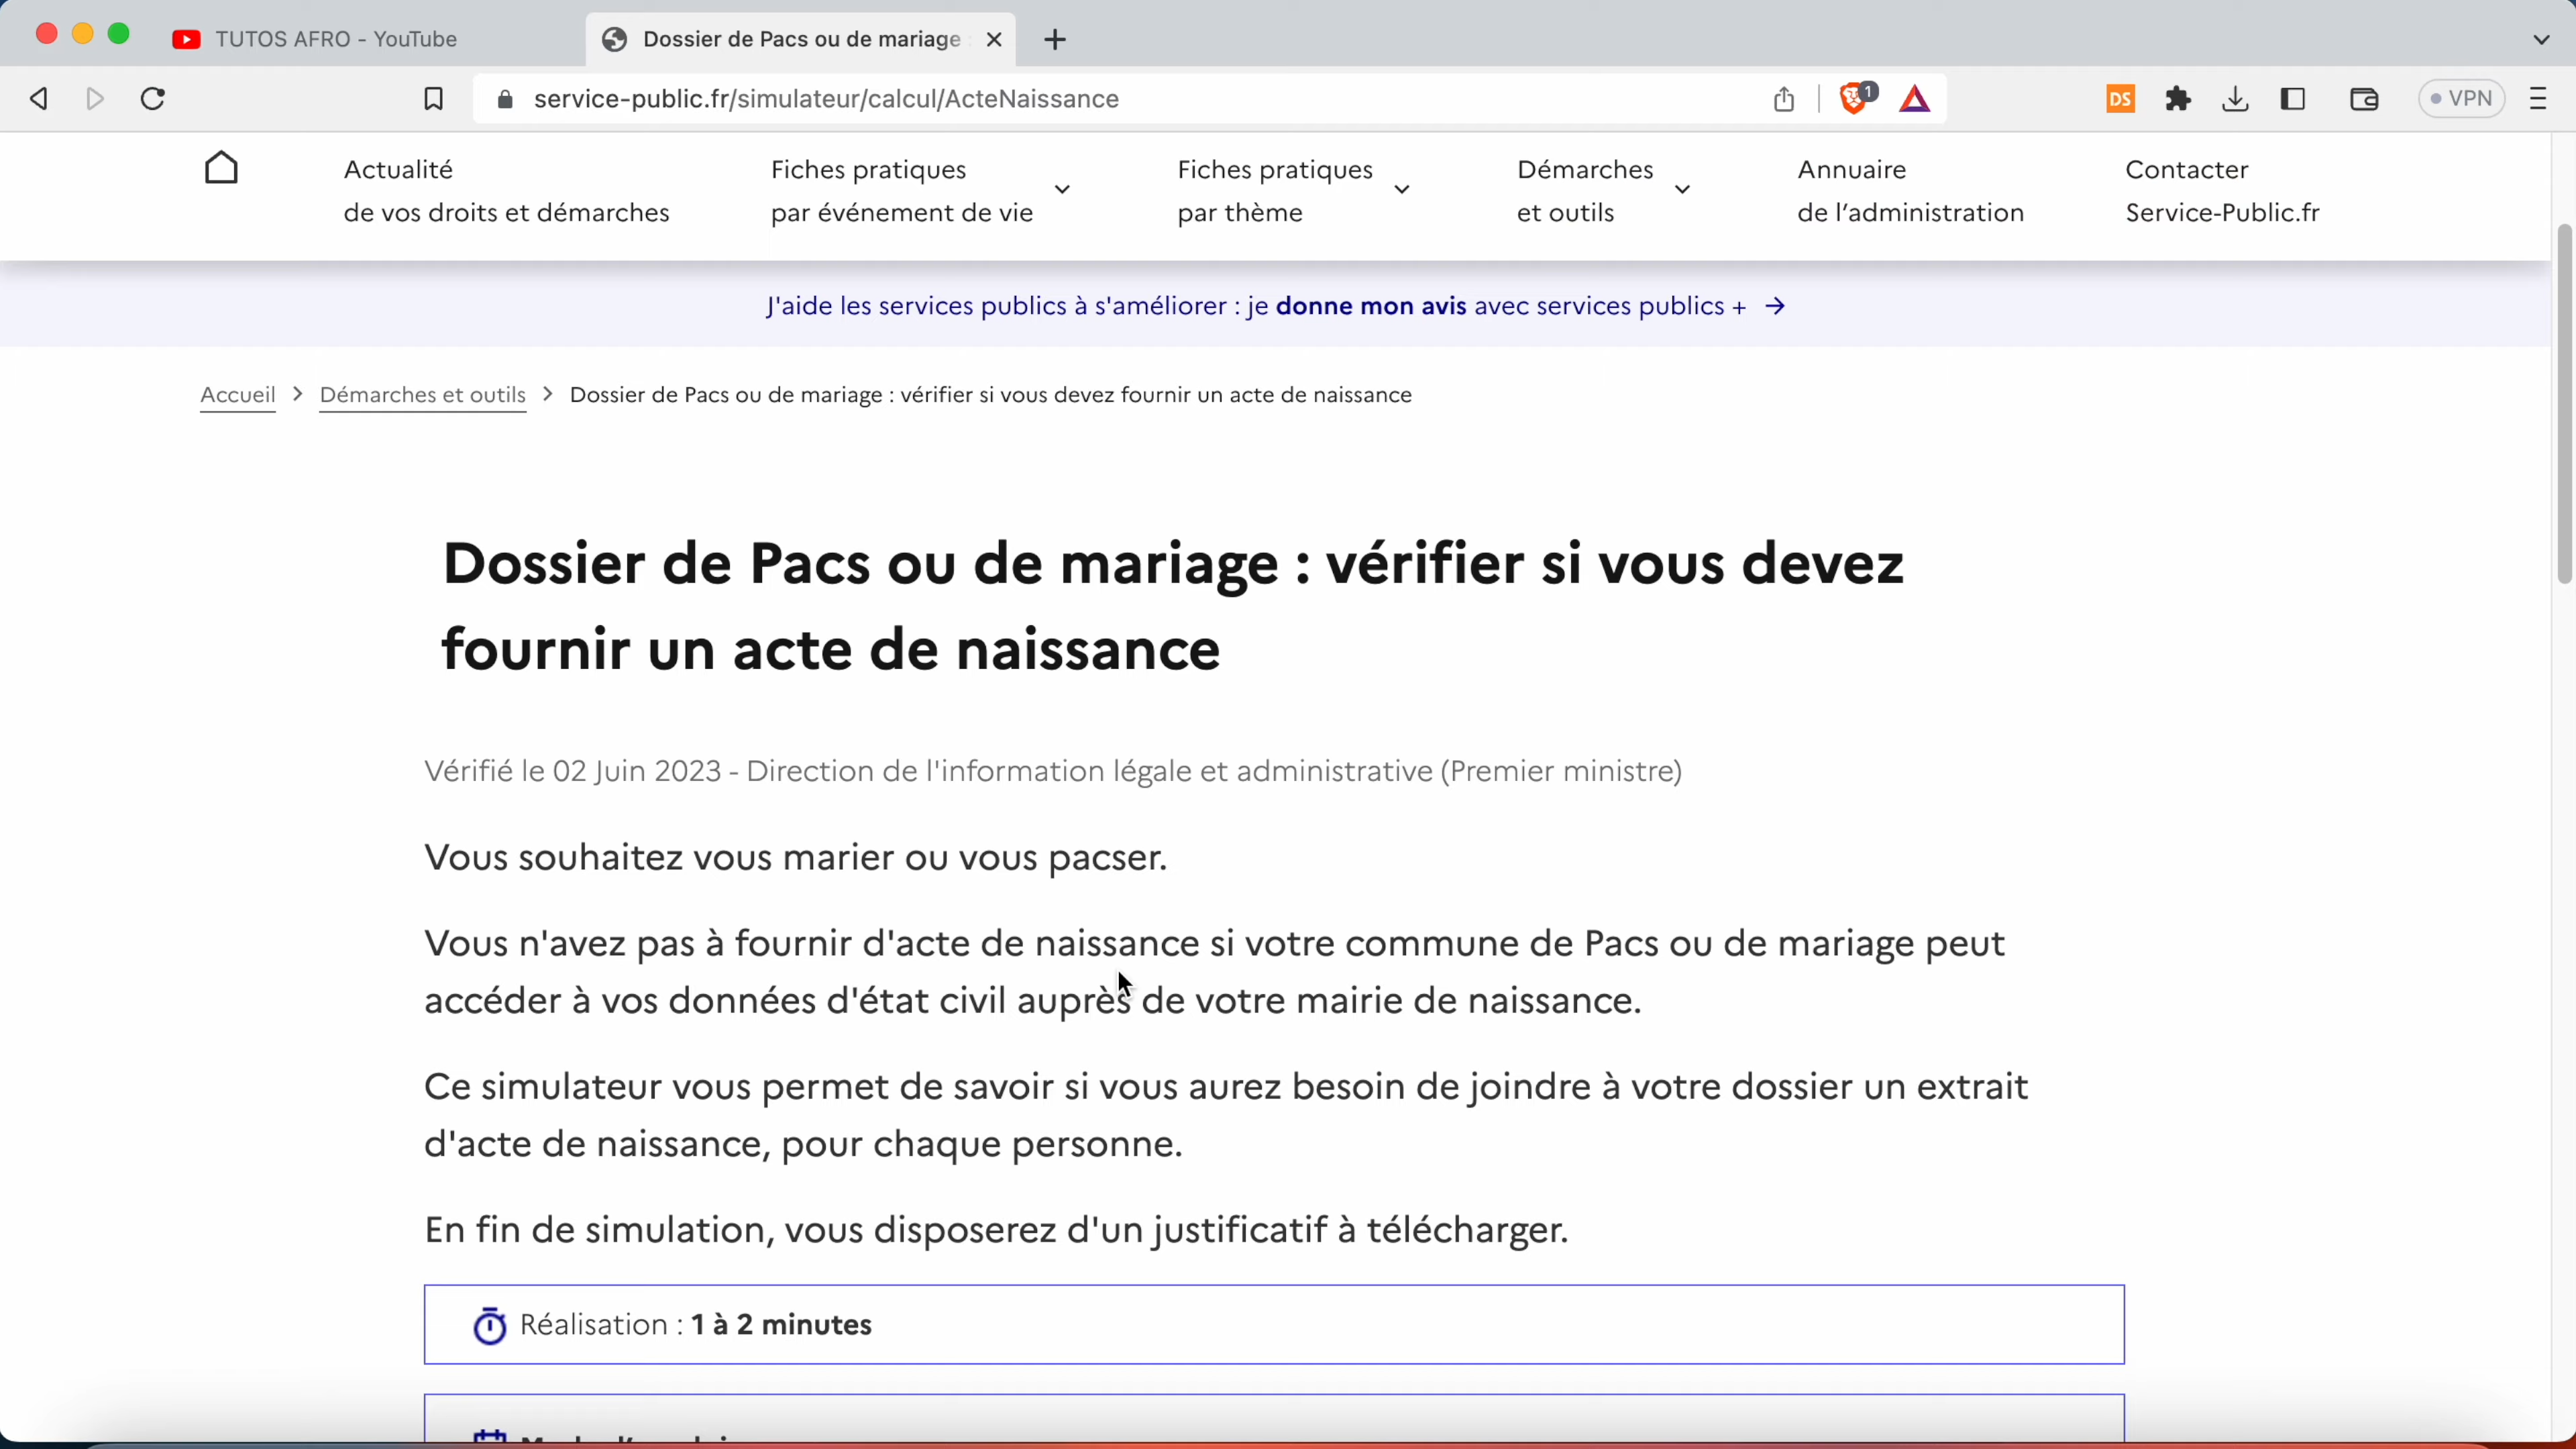 TUTOS AFRO - YouTube
Dossier de Pacs ou de mariage
service-public.fr/simulateur/calcul/ActeNaissance
1
DS
VPN
Actualité
de vos droits et démarches
Fiches pratiques
par événement de vie
Fiches pratiques
par thème
Démarches
et outils
Annuaire
de l’administration
Contacter
Service-Public.fr
J'aide les services publics à s'améliorer : je donne mon avis avec services publics +
Accueil > Démarches et outils > Dossier de Pacs ou de mariage : vérifier si vous devez fournir un acte de naissance
Dossier de Pacs ou de mariage : vérifier si vous devez
fournir un acte de naissance
Vérifié le 02 Juin 2023 - Direction de l'information légale et administrative (Premier ministre)
Vous souhaitez vous marier ou vous pacser.
Vous n'avez pas à fournir d'acte de naissance si votre commune de Pacs ou de mariage peut
accéder à vos données d'état civil auprès de votre mairie de naissance.
Ce simulateur vous permet de savoir si vous aurez besoin de joindre à votre dossier un extrait
d'acte de naissance, pour chaque personne.
En fin de simulation, vous disposerez d'un justificatif à télécharger.
Réalisation : 1 à 2 minutes